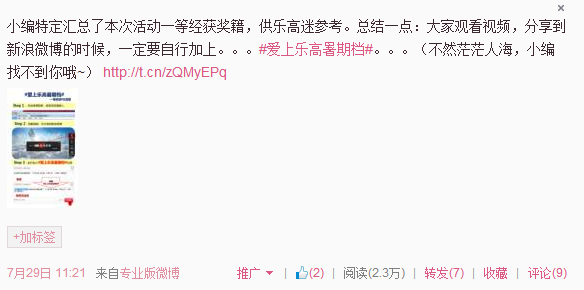 小编特定汇总了本次活动一等经获奖籍，供乐高迷参考。总结一点：大家观看视频，分享到
新浪微博的时候，一定要自行加上。。。#爱上乐高暑期档#。。。（不然茫茫人海，小编
找不到你哦~） http://t.cn/zQMyEPq
#爱上乐高暑期档#
Step 1
Step 2
Step 3
+加标签
7月29日 11:21 来自专业版微博 推广 | (2) | 阅读(2.3万) | 转发(7) | 收藏 | 评论(9)